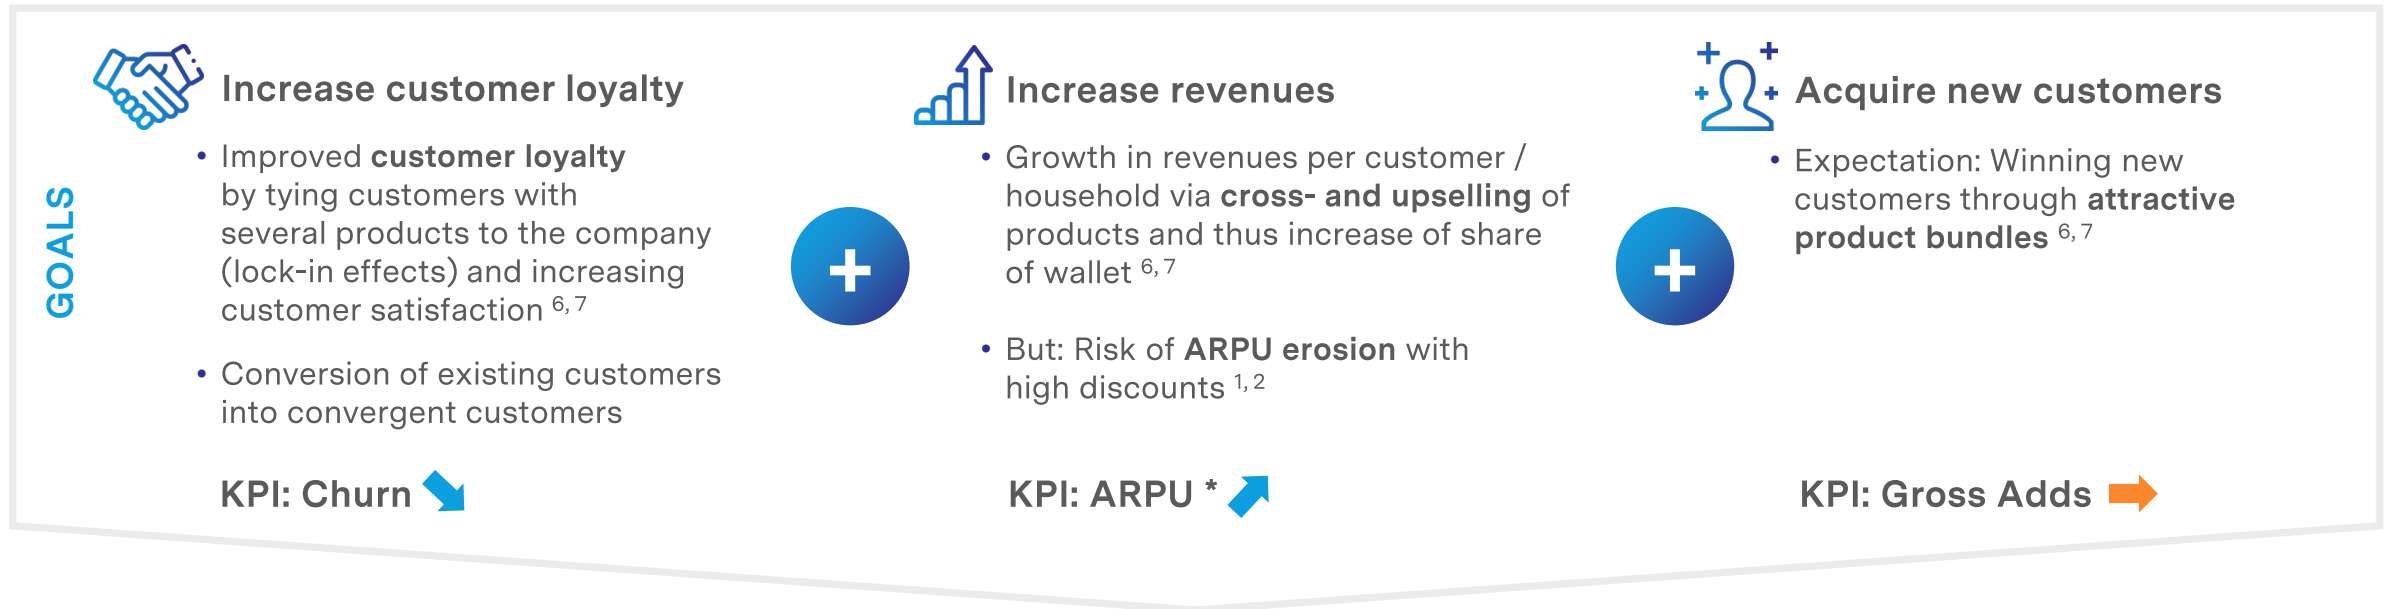 GOALS
Increase customer loyalty
• Improved customer loyalty
by tying customers with
several products to the company
(lock-in effects) and increasing
customer satisfaction 6, 7
• Conversion of existing customers
into convergent customers
KPI: Churn
+
Increase revenues
• Growth in revenues per customer /
household via cross- and upselling of
products and thus increase of share
of wallet 6, 7
• But: Risk of ARPU erosion with
high discounts 1, 2
KPI: ARPU *
+
Acquire new customers
• Expectation: Winning new
customers through attractive
product bundles 6, 7
KPI: Gross Adds